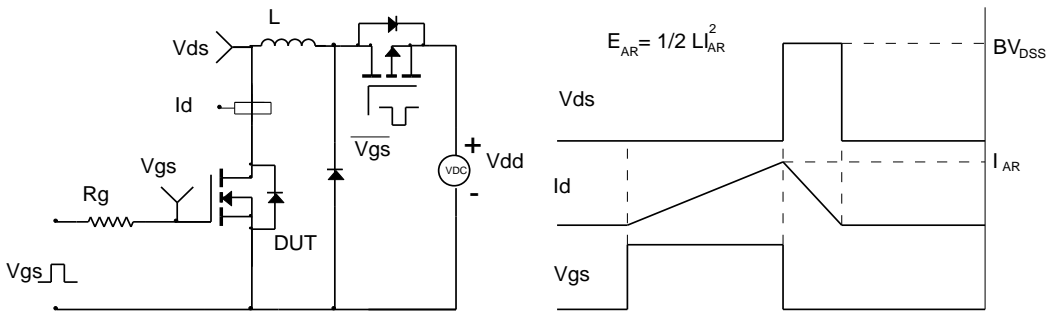 L
Vds
Id
Vgs
Vgs
Rg
DUT
Vgs
VDC
+
Vdd
-
E_AR= 1/2 LI_AR^2
BV_DSS
Vds
I_AR
Id
Vgs